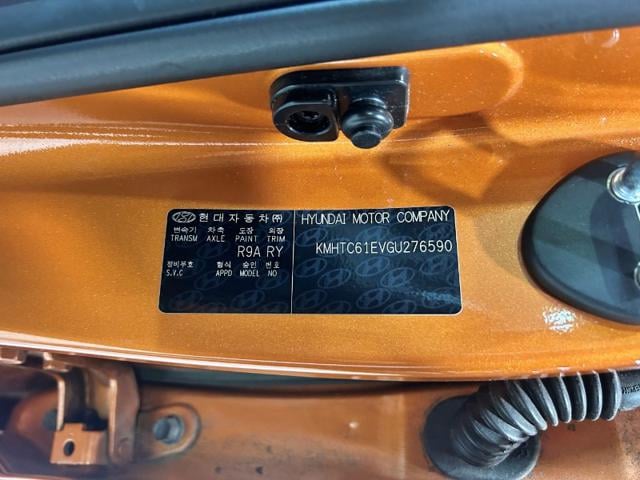 현대자동차㈜
변속기 차축 도장 외장
TRANSM AXLE PAINT TRIM
R9A RY
정비부호 형식 승인 번호
S.V.C APPD MODEL NO
HYUNDAI MOTOR COMPANY
KMHTC61EVGU276590